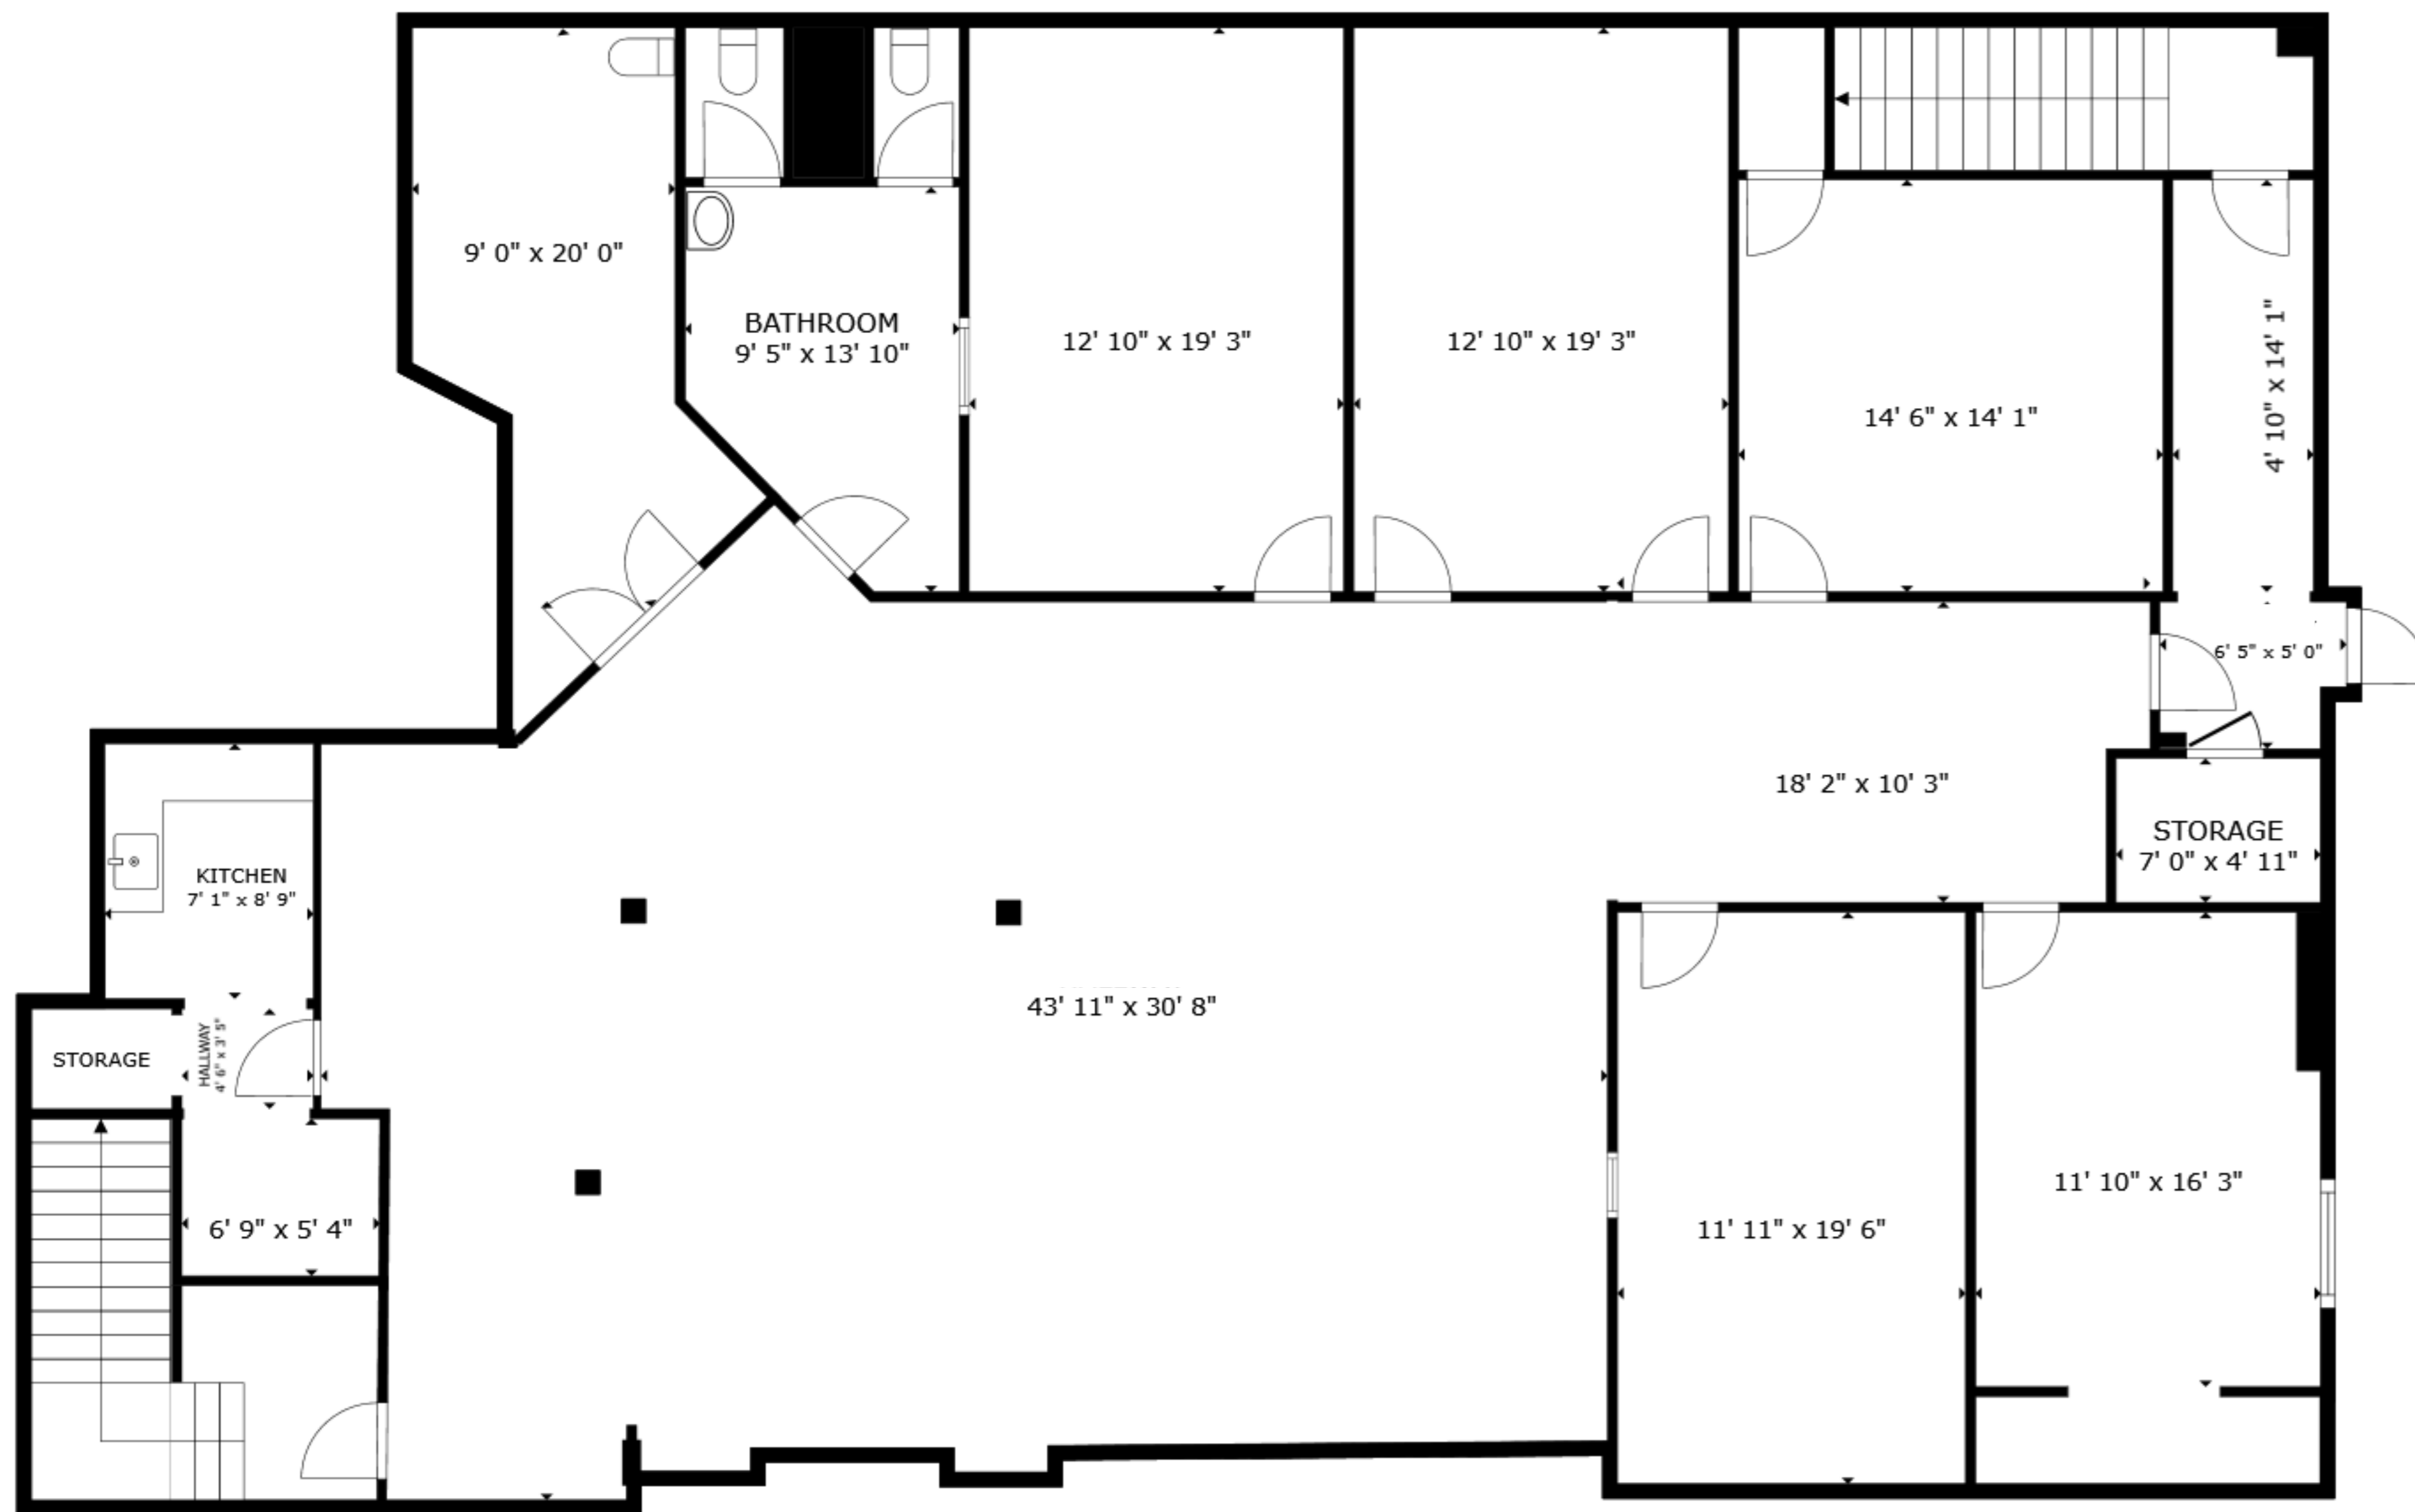 9' 0" x 20' 0"
BATHROOM
9' 5" x 13' 10"
12' 10" x 19' 3"
12' 10" x 19' 3"
14' 6" x 14' 1"
4' 10" x 14' 1"
6' 5" x 5' 0"
18' 2" x 10' 3"
STORAGE
7' 0" x 4' 11"
KITCHEN
7' 1" x 8' 9"
43' 11" x 30' 8"
HALLWAY
4' 6" x 3' 5"
STORAGE
6' 9" x 5' 4"
11' 11" x 19' 6"
11' 10" x 16' 3"